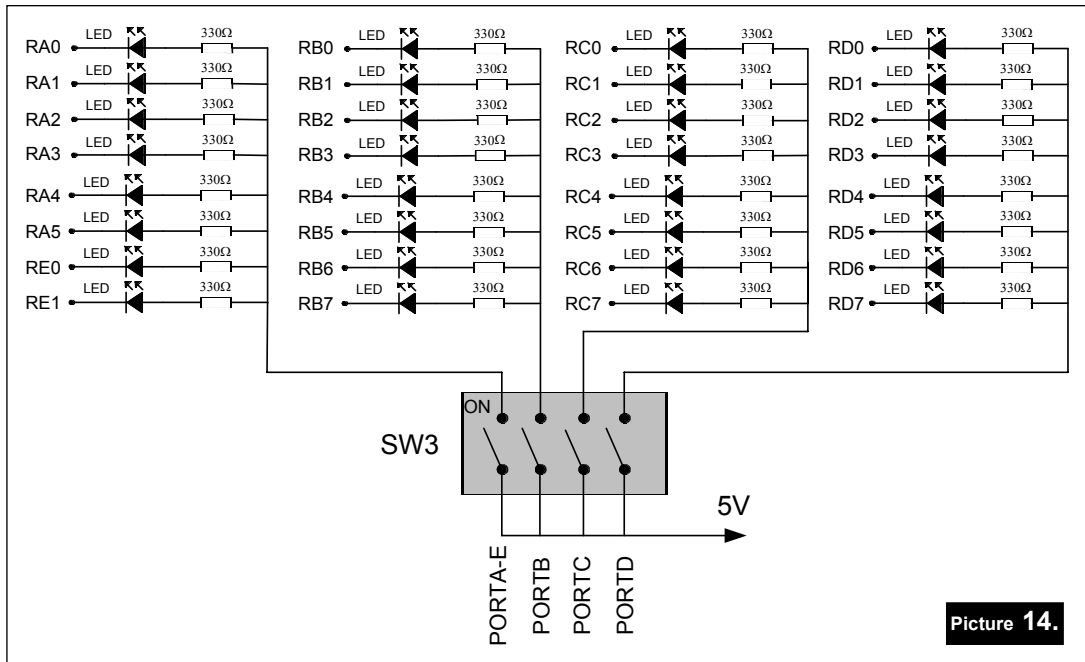 RA0 LED 330Ω
RA1 LED 330Ω
RA2 LED 330Ω
RA3 LED 330Ω
RA4 LED 330Ω
RA5 LED 330Ω
RE0 LED 330Ω
RE1 LED 330Ω
RB0 LED 330Ω
RB1 LED 330Ω
RB2 LED 330Ω
RB3 LED 330Ω
RB4 LED 330Ω
RB5 LED 330Ω
RB6 LED 330Ω
RB7 LED 330Ω
RC0 LED 330Ω
RC1 LED 330Ω
RC2 LED 330Ω
RC3 LED 330Ω
RC4 LED 330Ω
RC5 LED 330Ω
RC6 LED 330Ω
RC7 LED 330Ω
RD0 LED 330Ω
RD1 LED 330Ω
RD2 LED 330Ω
RD3 LED 330Ω
RD4 LED 330Ω
RD5 LED 330Ω
RD6 LED 330Ω
RD7 LED 330Ω
ON
SW3
5V
PORTA-E
PORTB
PORTC
PORTD
Picture 14.